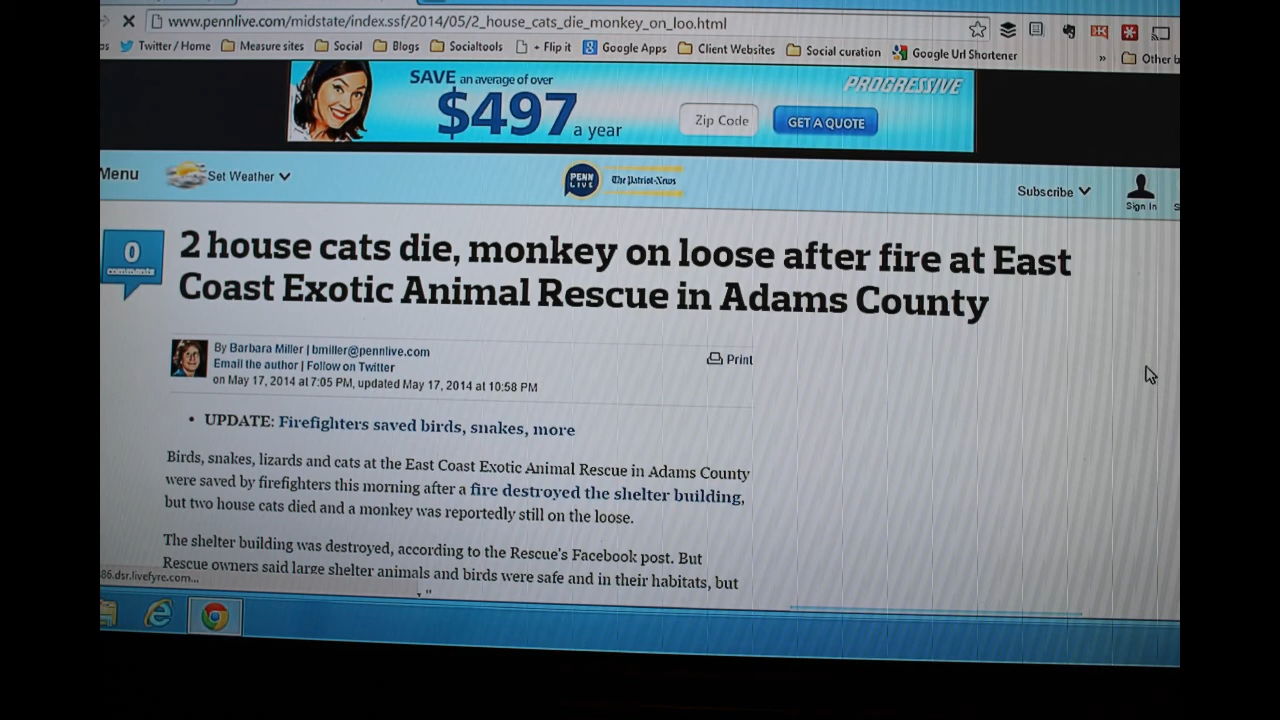 www.pennlive.com/midstate/index.ssf/2014/05/2_house_cats_die_monkey_on_loo.html
Twitter / Home Measure sites Social Blogs Socialtools + Flip it Google Apps Client Websites Social curation Google Url Shortener » Other b
SAVE an average of over
$497 a year
Zip Code
GET A QUOTE
PROGRESSIVE
Menu
Set Weather
PENN LIVE
The Patriot-News
Subscribe
Sign In
0
comments
2 house cats die, monkey on loose after fire at East
Coast Exotic Animal Rescue in Adams County
By Barbara Miller | bmiller@pennlive.com
Email the author | Follow on Twitter
on May 17, 2014 at 7:05 PM, updated May 17, 2014 at 10:58 PM
Print
• UPDATE: Firefighters saved birds, snakes, more
Birds, snakes, lizards and cats at the East Coast Exotic Animal Rescue in Adams County
were saved by firefighters this morning after a fire destroyed the shelter building,
but two house cats died and a monkey was reportedly still on the loose.
The shelter building was destroyed, according to the Rescue's Facebook post. But
Rescue owners said large shelter animals and birds were safe and in their habitats, but
86.dsr.livefyre.com...